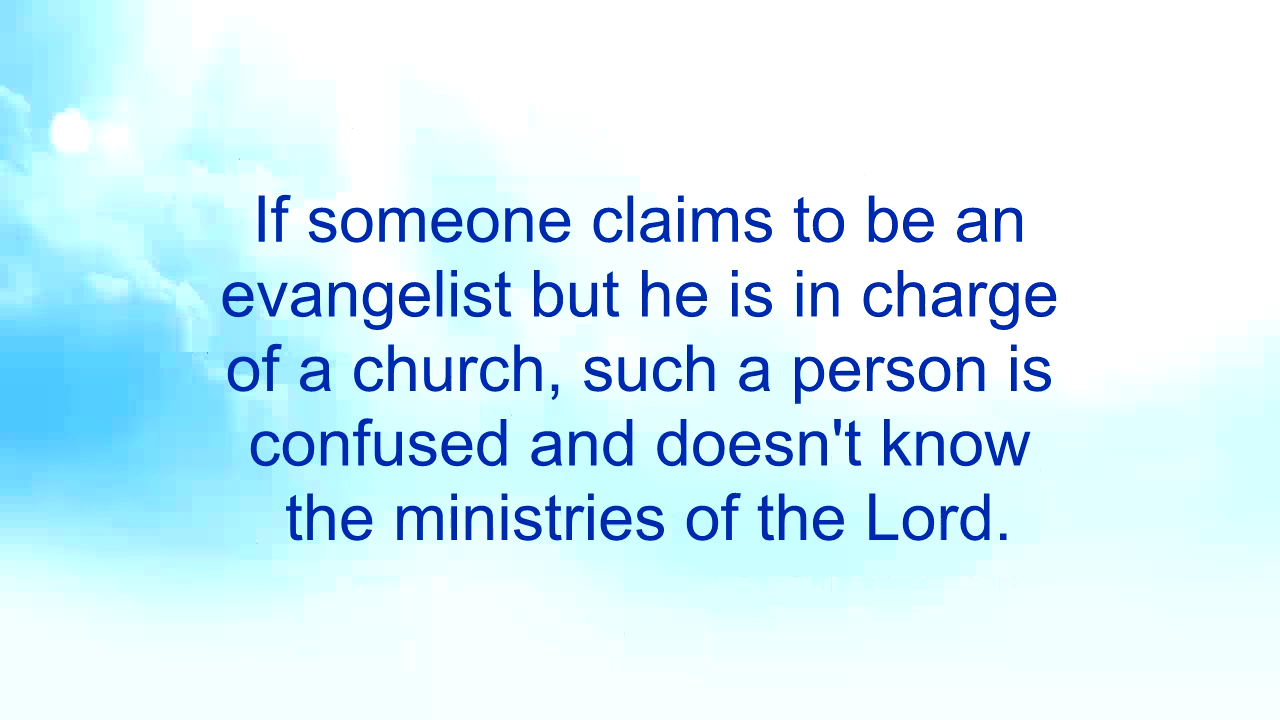 If someone claims to be an
evangelist but he is in charge
of a church, such a person is
confused and doesn't know
the ministries of the Lord.